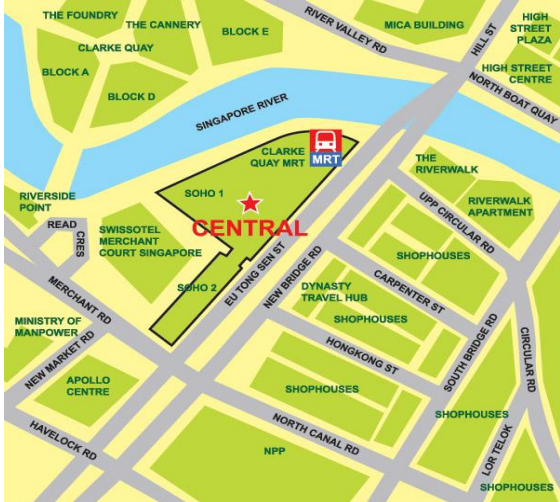 THE FOUNDRY
THE CANNERY
CLARKE QUAY
BLOCK A
BLOCK D
BLOCK E
RIVER VALLEY RD
MICA BUILDING
HILL ST
HIGH
STREET
PLAZA
HIGH STREET
CENTRE
NORTH BOAT QUAY
SINGAPORE RIVER
CLARKE
QUAY MRT
MRT
THE
RIVERWALK
RIVERWALK
APARTMENT
SOHO 1
CENTRAL
RIVERSIDE
POINT
READ
CRES
SWISSOTEL
MERCHANT
COURT SINGAPORE
UPP CIRCULAR RD
SHOPHOUSES
SOHO 2
EU TONG SEN ST
NEW BRIDGE RD
CARPENTER ST
MERCHANT RD
DYNASTY
TRAVEL HUB
SHOPHOUSES
MINISTRY OF
MANPOWER
NEW MARKET RD
HONGKONG ST
SOUTH BRIDGE RD
CIRCULAR RD
APOLLO
CENTRE
SHOPHOUSES
SHOPHOUSES
HAVELOCK RD
NORTH CANAL RD
NPP
LOR TELOK
SHOPHOUSES